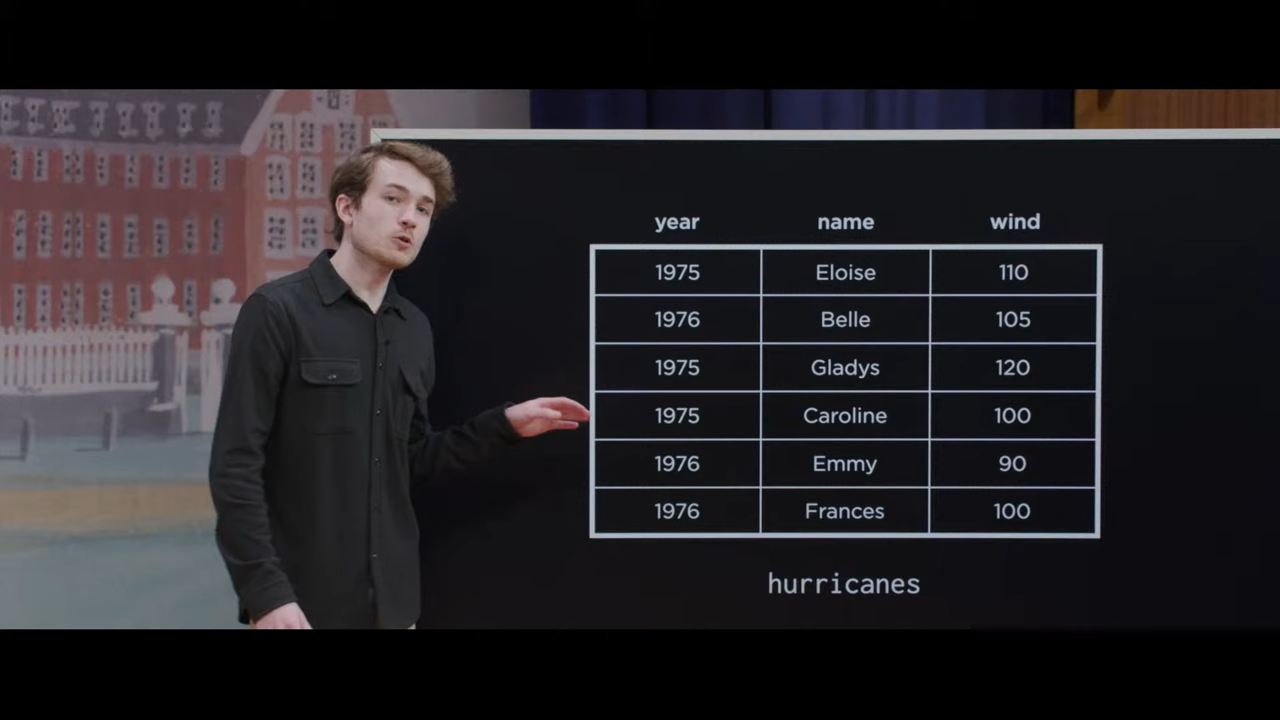 year name wind
1975 Eloise 110
1976 Belle 105
1975 Gladys 120
1975 Caroline 100
1976 Emmy 90
1976 Frances 100
hurricanes